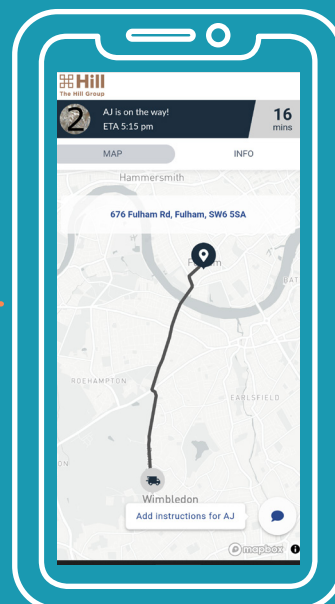 Hill
The Hill Group
2
AJ is on the way!
ETA 5:15 pm
16
mins
MAP
INFO
Hammersmith
676 Fulham Rd, Fulham, SW6 5SA
ROEHAMPTON
EARLSFIELD
Wimbledon
Add instructions for AJ
mapbox